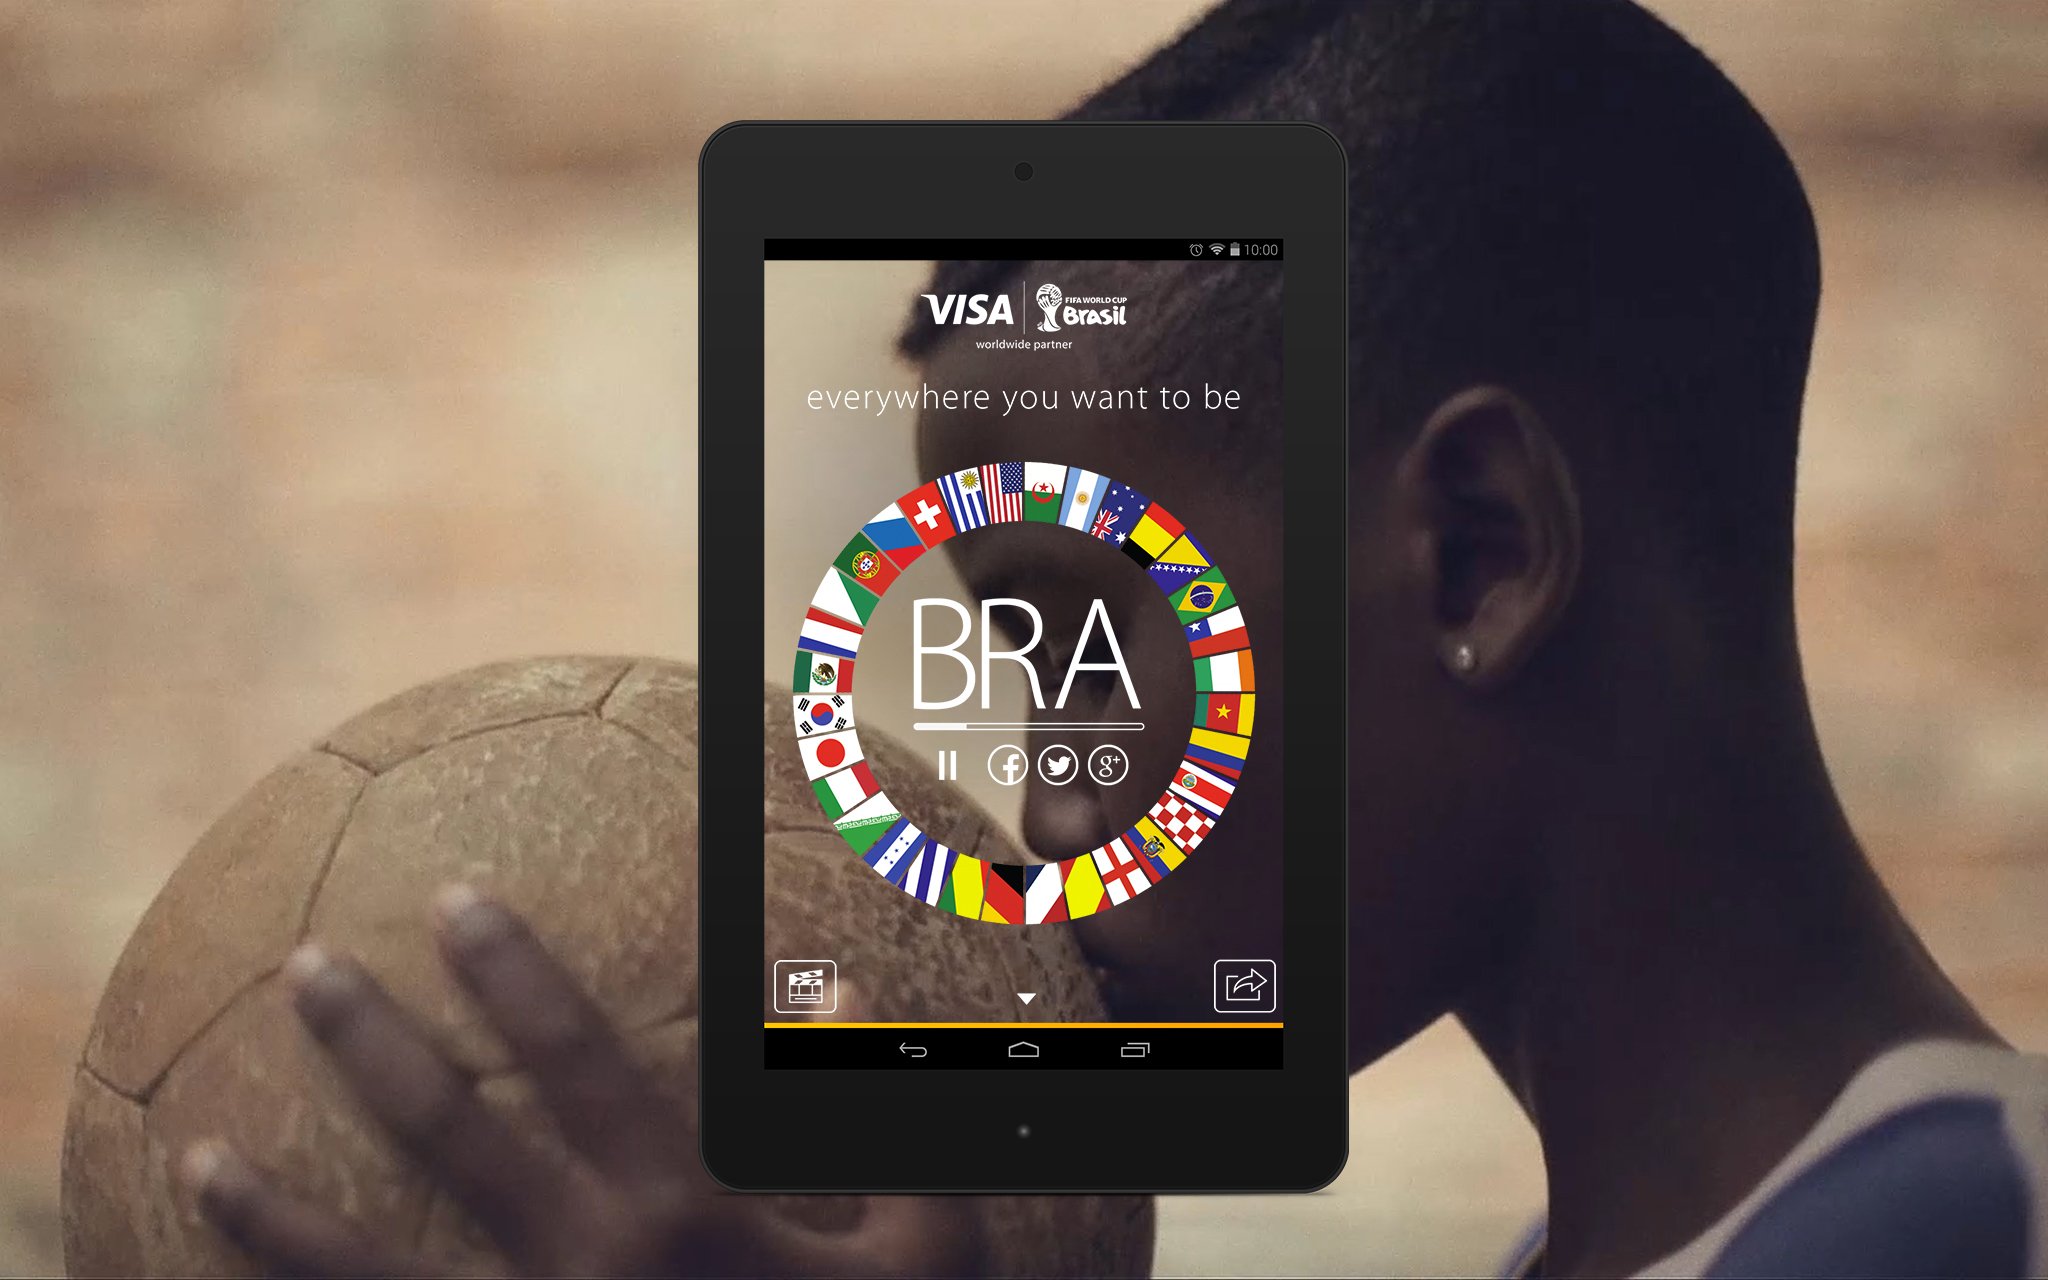 10:00
VISA
FIFA WORLD CUP
Brasil
worldwide partner
everywhere you want to be
BRA
f
g+